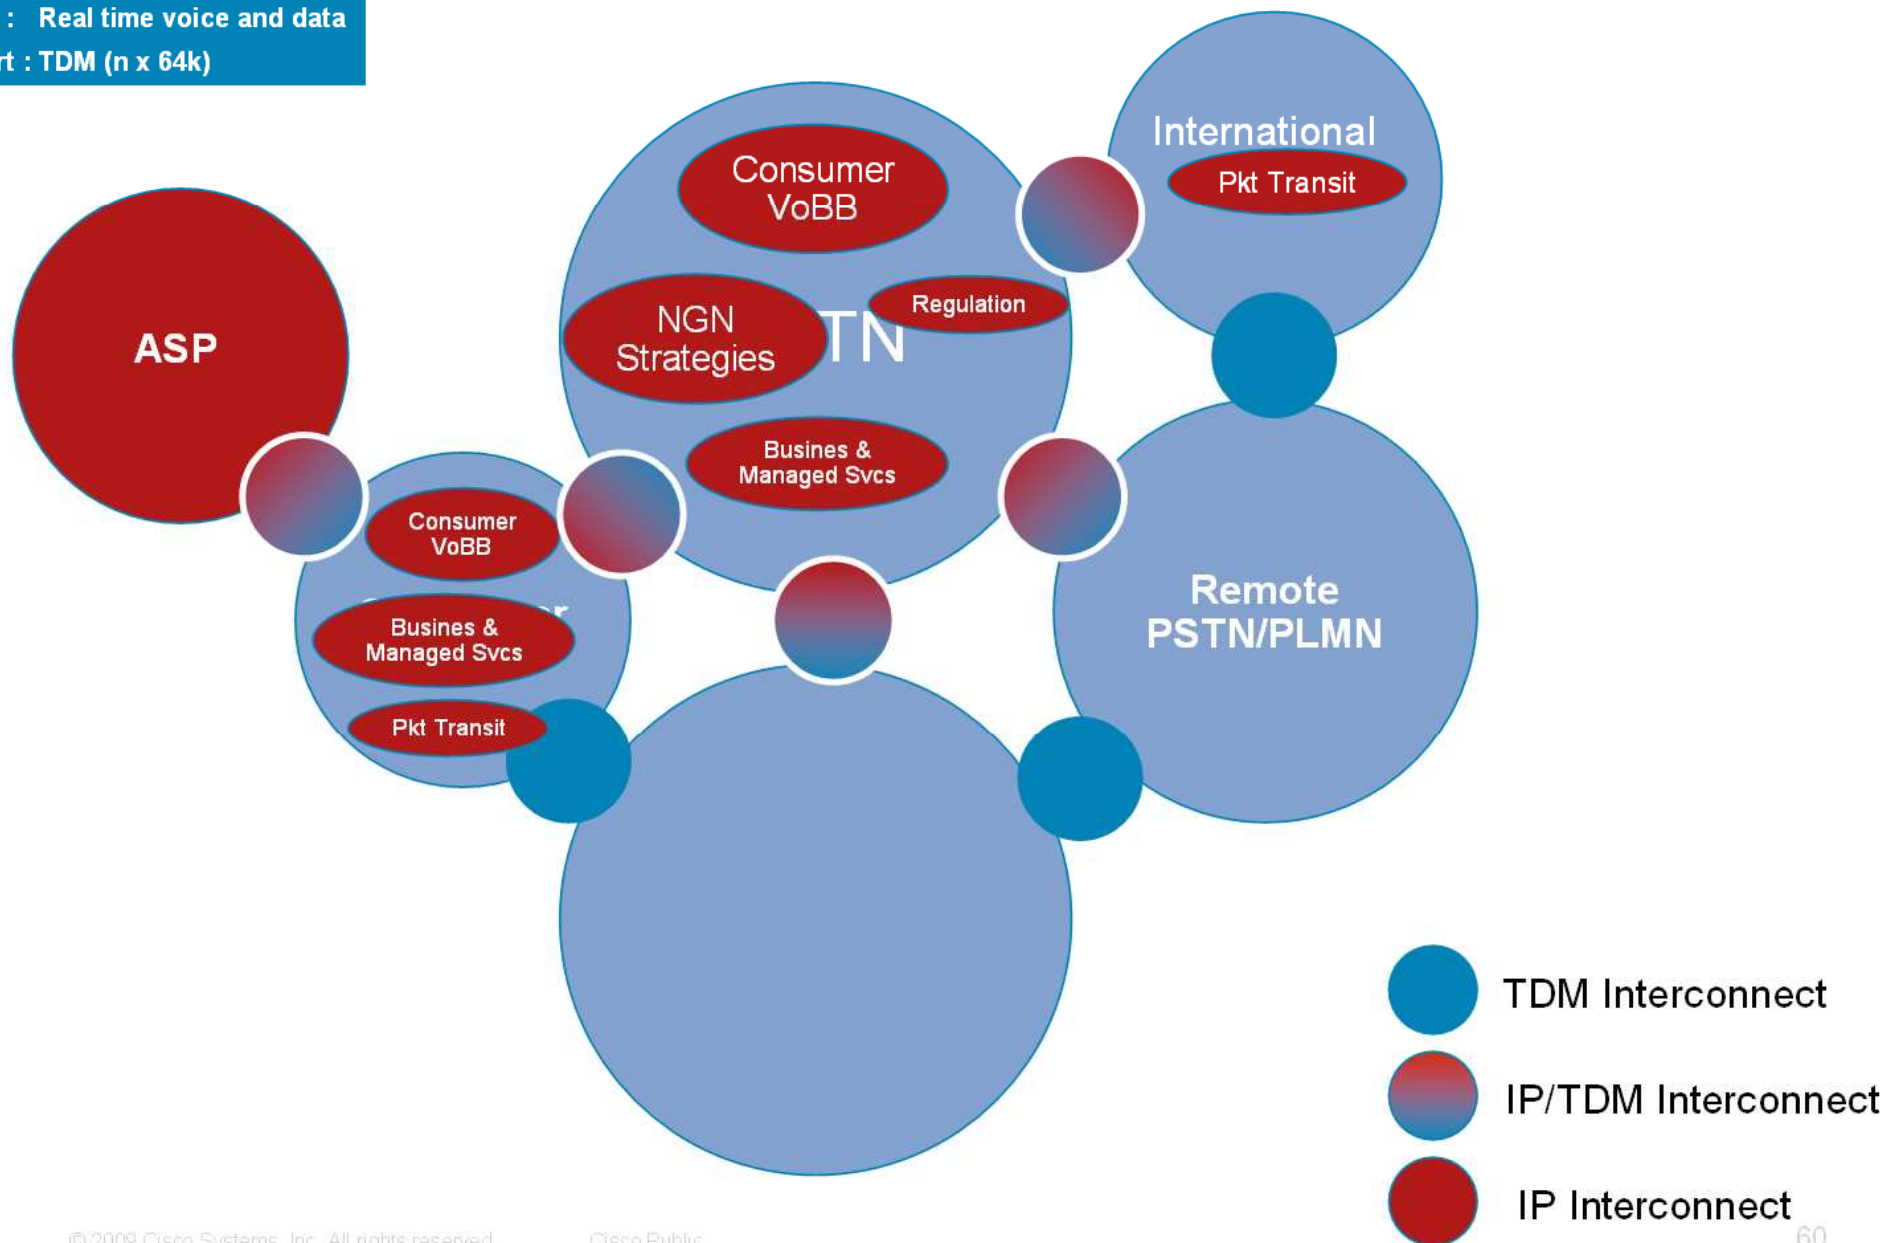 : Real time voice and data
rt : TDM (n x 64k)
International
Pkt Transit
Consumer
VoBB
Regulation
NGN
Strategies
TN
ASP
Busines &
Managed Svcs
Consumer
VoBB
Busines &
Managed Svcs
Pkt Transit
Remote
PSTN/PLMN
TDM Interconnect
IP/TDM Interconnect
IP Interconnect
© 2009 Cisco Systems, Inc. All rights reserved.
Cisco Public
60